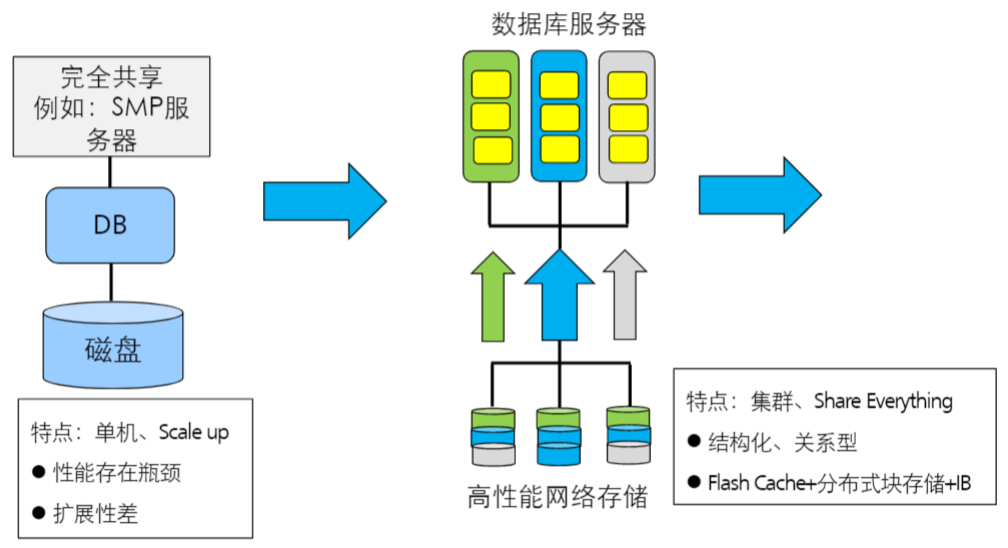 完全共享
例如：SMP服
务器
DB
磁盘
特点：单机、Scale up
● 性能存在瓶颈
● 扩展性差
数据库服务器
高性能网络存储
特点：集群、Share Everything
● 结构化、关系型
● Flash Cache+分布式块存储+IB